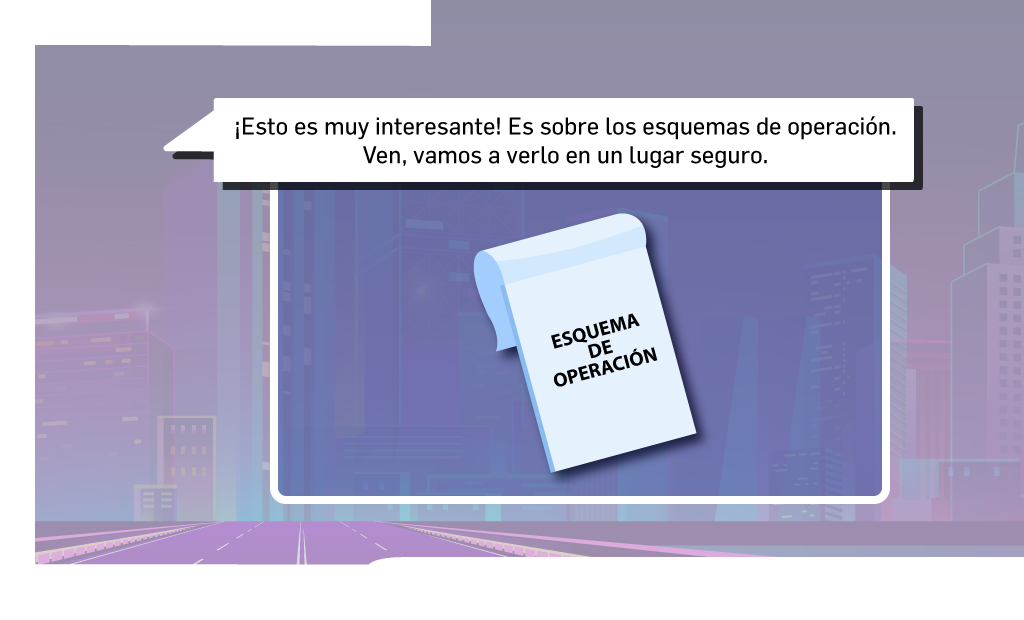 ¡Esto es muy interesante! Es sobre los esquemas de operación.
Ven, vamos a verlo en un lugar seguro.
ESQUEMA
DE
OPERACIÓN